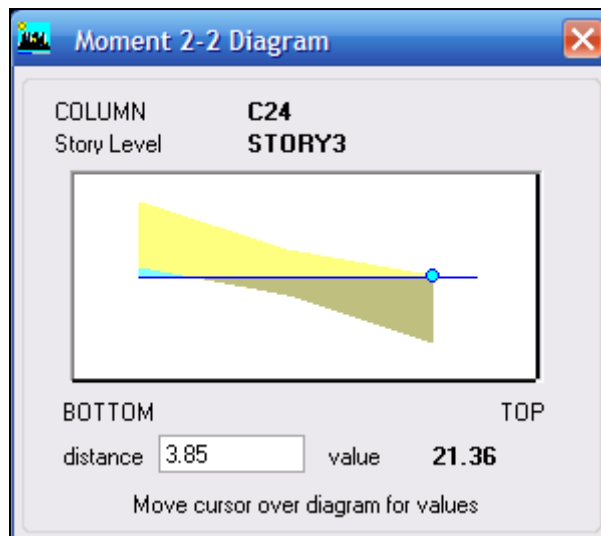 Moment 2-2 Diagram
COLUMN C24
Story Level STORY3
BOTTOM TOP
distance 3.85 value 21.36
Move cursor over diagram for values